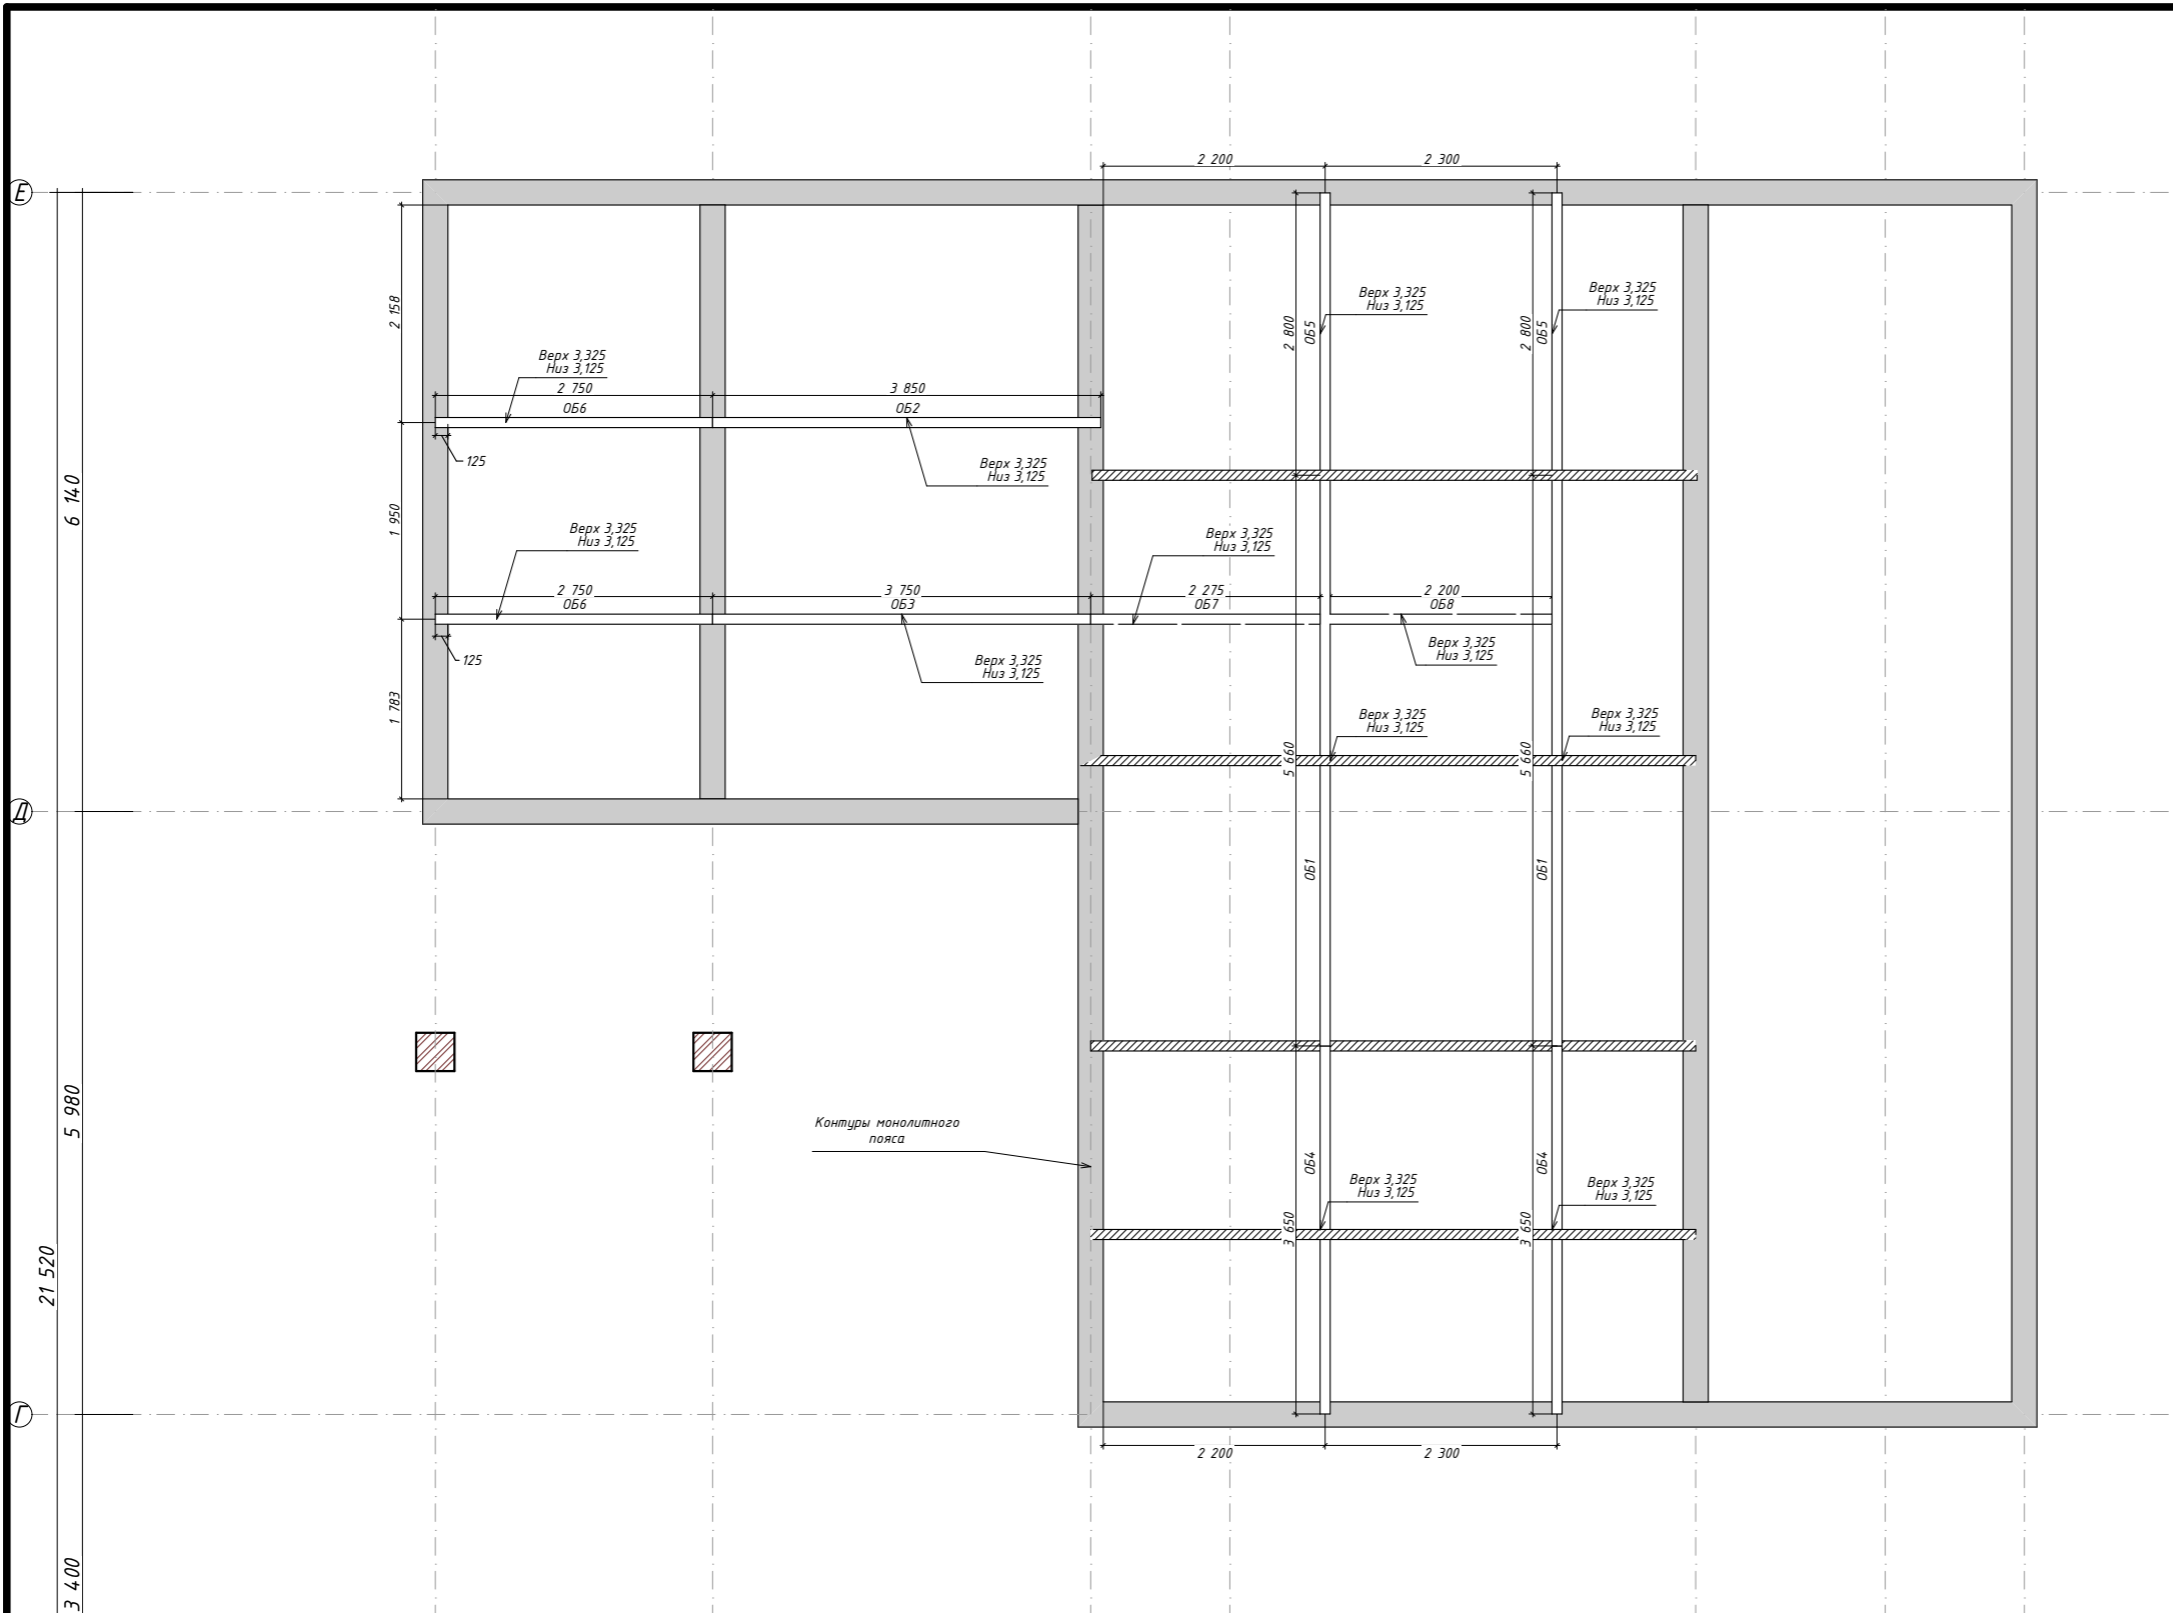 2 200
2 300
Е
Верх 3,325
Низ 3,125
Верх 3,325
Низ 3,125
2 158
2 800
ОБ5
2 800
ОБ5
Верх 3,325
Низ 3,125
2 750
3 850
ОБ6
ОБ2
125
Верх 3,325
Низ 3,125
6 140
1 950
Верх 3,325
Низ 3,125
Верх 3,325
Низ 3,125
2 750
3 750
2 275
2 200
ОБ6
ОБ3
ОБ7
ОБ8
125
Верх 3,325
Низ 3,125
Верх 3,325
Низ 3,125
1 783
Верх 3,325
Низ 3,125
Верх 3,325
Низ 3,125
5 660
5 660
Д
ОБ1
ОБ1
5 980
Контуры монолитного
пояса
ОБ4
ОБ4
Верх 3,325
Низ 3,125
Верх 3,325
Низ 3,125
3 650
3 650
21 520
Г
2 200
2 300
3 400